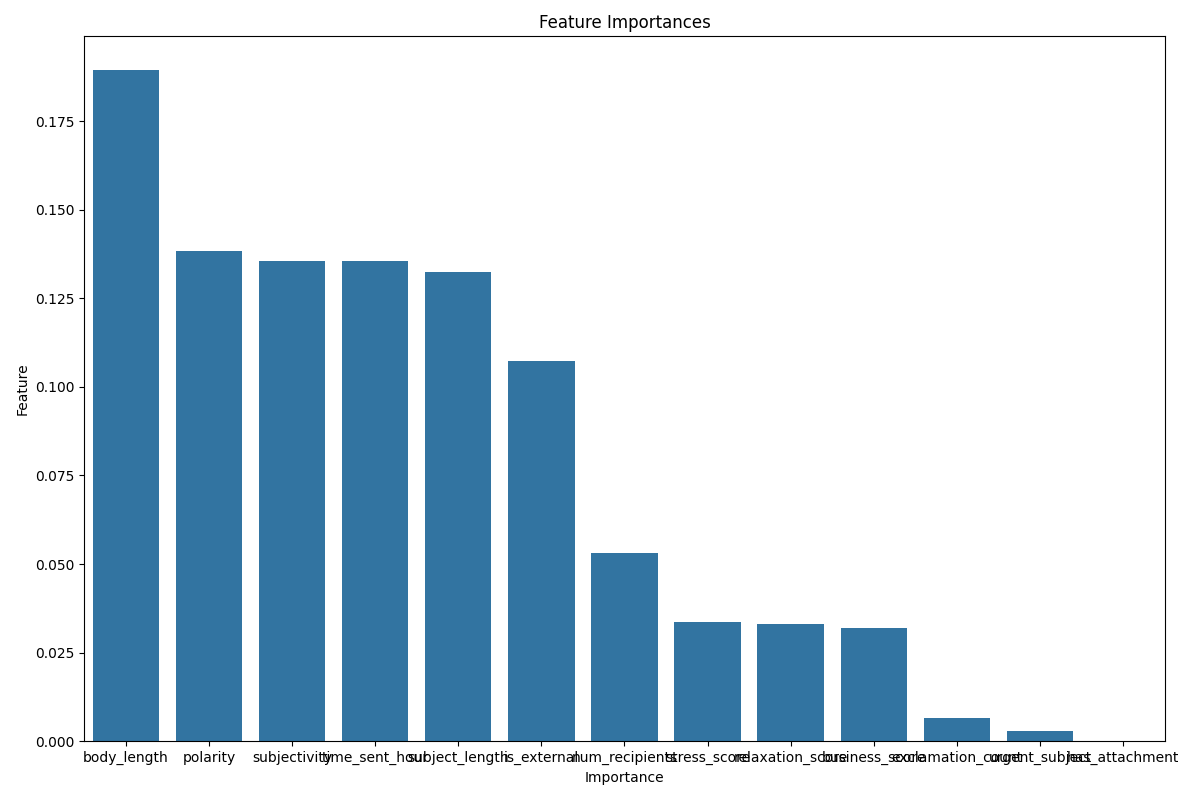 Feature Importances
Feature
0.175
0.150
0.125
0.100
0.075
0.050
0.025
0.000
body_length polarity subjectivity time_sent_hour subject_length is_external num_recipients stress_score relaxation_score business_score exclamation_count urgent_subject has_attachment
Importance